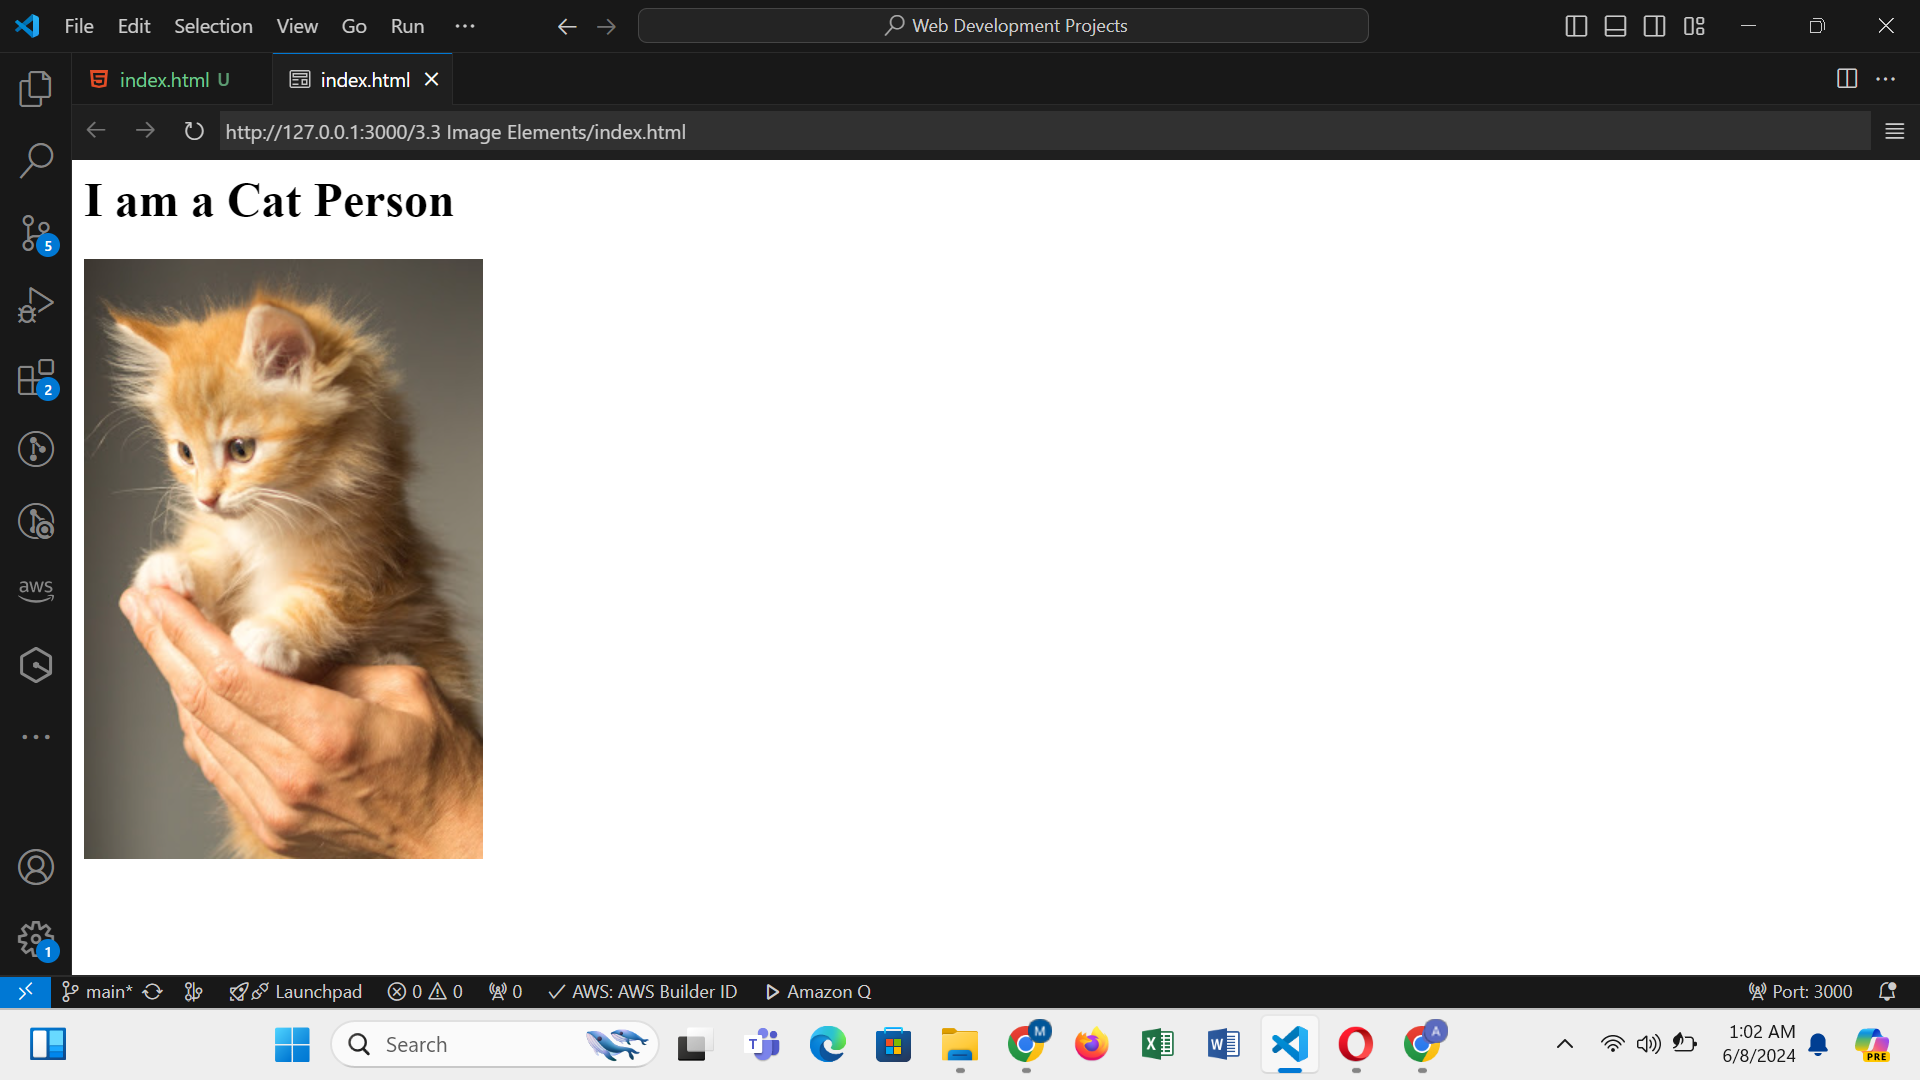 File Edit Selection View Go Run ···
Web Development Projects
index.html U
index.html
http://127.0.0.1:3000/3.3 Image Elements/index.html
I am a Cat Person
5
2
aws
1
main* Launchpad 0 0 0 AWS: AWS Builder ID Amazon Q Port: 3000
Search
T
M
X
W
A
PRE
1:02 AM
6/8/2024